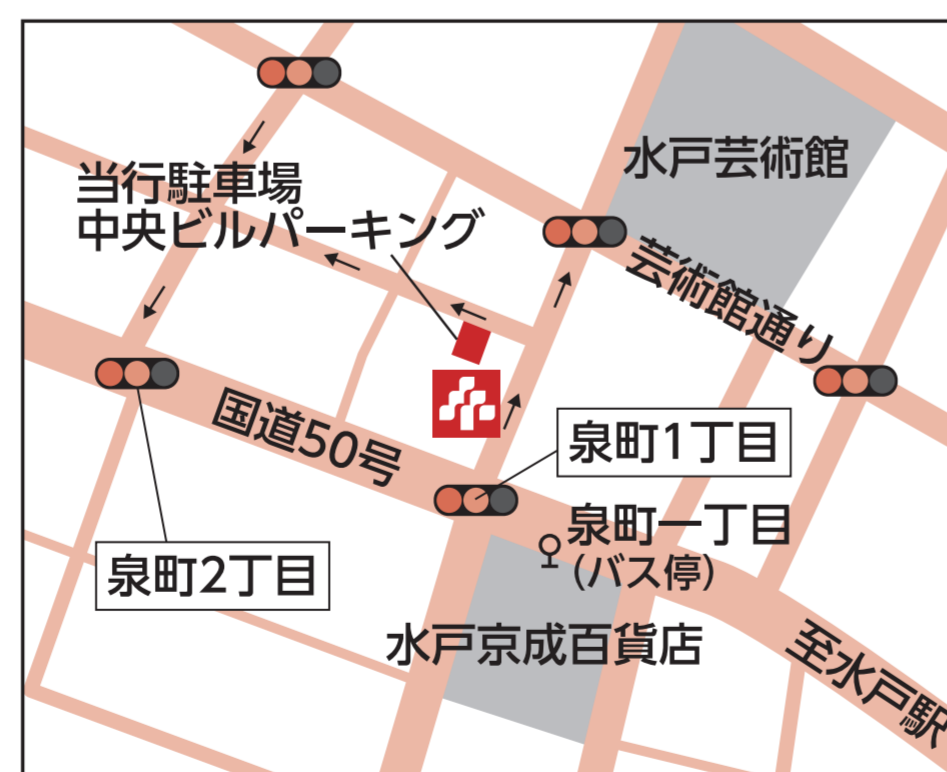 水戸芸術館
当行駐車場
中央ビルパーキング
芸術館通り
国道50号
泉町1丁目
泉町一丁目
(バス停)
泉町2丁目
水戸京成百貨店
至水戸駅